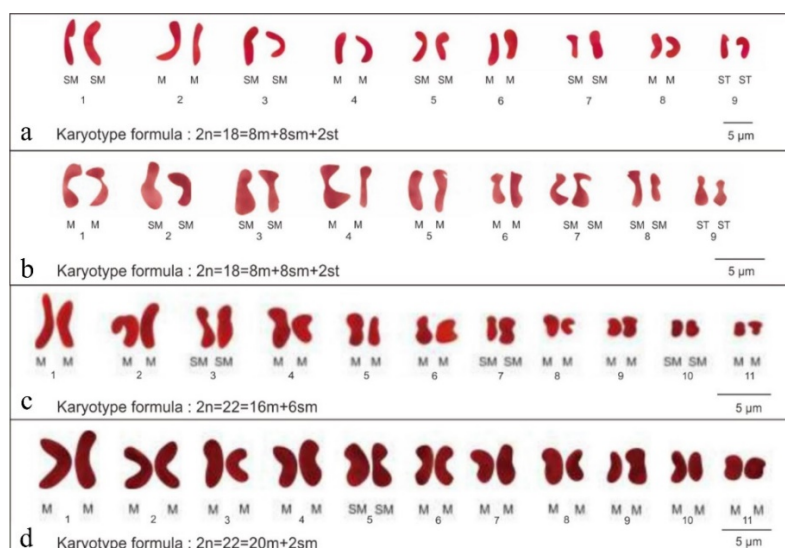 SM SM M M SM SM M M SM SM M M SM SM M M ST ST
1 2 3 4 5 6 7 8 9
a Karyotype formula : 2n=18=8m+8sm+2st 5 µm
M M SM SM SM SM M M M M M M SM SM SM SM ST ST
1 2 3 4 5 6 7 8 9
b Karyotype formula : 2n=18=8m+8sm+2st 5 µm
M M M M SM SM M M M M M M SM SM M M M M SM SM M M
1 2 3 4 5 6 7 8 9 10 11
c Karyotype formula : 2n=22=16m+6sm 5 µm
M M M M M M M M SM SM M M M M M M M M M M M M
1 2 3 4 5 6 7 8 9 10 11
d Karyotype formula : 2n=22=20m+2sm 5 µm